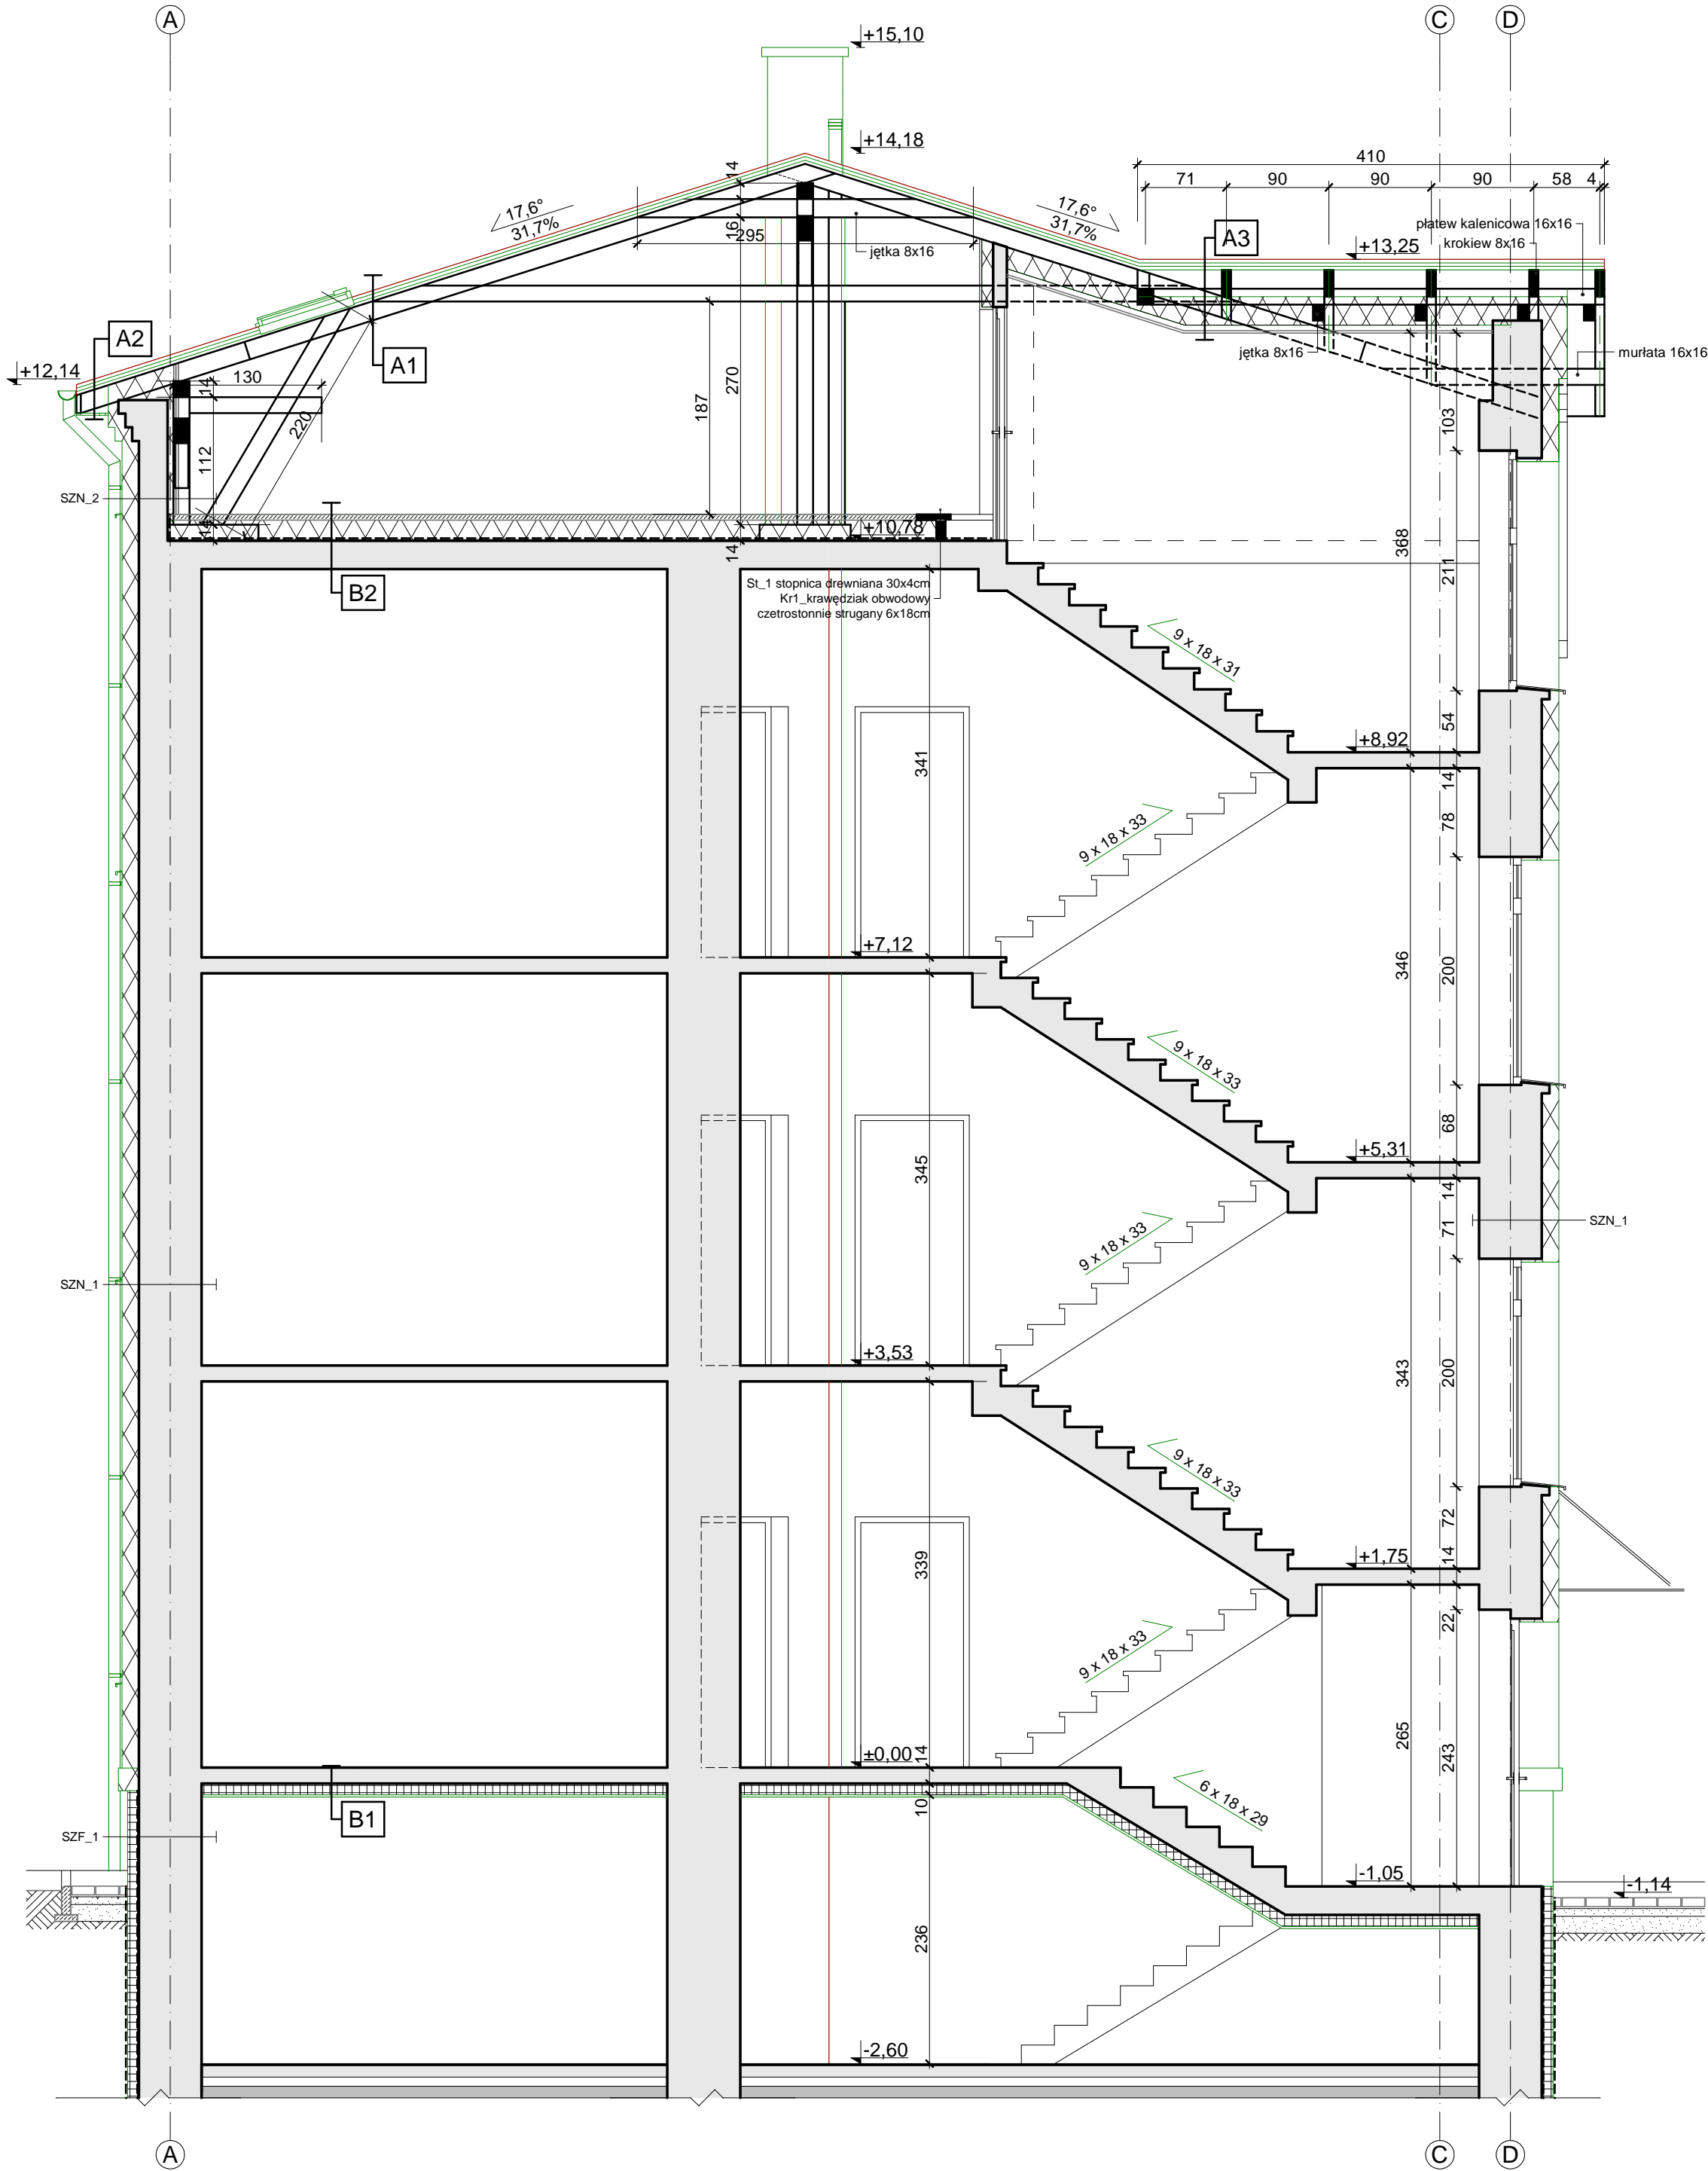 A
C
D
+15,10
+14,18
14
410
71
90
90
90
58
4
17,6°
31,7%
17,6°
31,7%
16
295
jętka 8x16
A3
płatew kalenicowa 16x16
krokiew 8x16
+13,25
A2
A1
+12,14
130
14
220
270
187
jętka 8x16
murłata 16x16
103
112
SZN_2
14
+10,78
14
368
211
B2
St_1 stopnica drewniana 30x4cm
Kr1_krawędziak obwodowy
czetrostonnie strugany 6x18cm
9 x 18 x 31
54
+8,92
341
14
78
9 x 18 x 33
+7,12
346
200
9 x 18 x 33
68
+5,31
345
14
71
SZN_1
9 x 18 x 33
SZN_1
+3,53
343
200
9 x 18 x 33
72
+1,75
14
339
22
9 x 18 x 33
265
243
±0,00
14
10
6 x 18 x 29
B1
SZF_1
-1,05
-1,14
236
-2,60
A
C
D